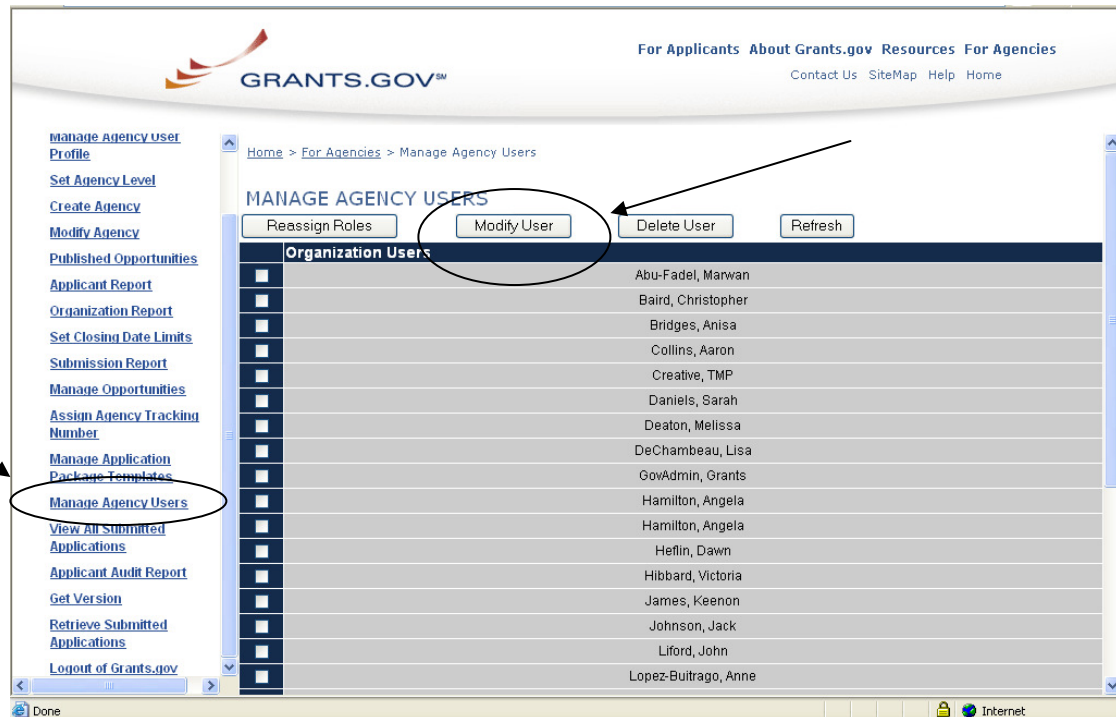 For Applicants About Grants.gov Resources For Agencies
GRANTS.GOV℠
Contact Us SiteMap Help Home
Manage Agency User
Profile
Set Agency Level
Create Agency
Modify Agency
Published Opportunities
Applicant Report
Organization Report
Set Closing Date Limits
Submission Report
Manage Opportunities
Assign Agency Tracking
Number
Manage Application
Package Templates
Manage Agency Users
View All Submitted
Applications
Applicant Audit Report
Get Version
Retrieve Submitted
Applications
Logout of Grants.gov
Home > For Agencies > Manage Agency Users
MANAGE AGENCY USERS
Reassign Roles Modify User Delete User Refresh
Organization Users
Abu-Fadel, Marwan
Baird, Christopher
Bridges, Anisa
Collins, Aaron
Creative, TMP
Daniels, Sarah
Deaton, Melissa
DeChambeau, Lisa
GovAdmin, Grants
Hamilton, Angela
Hamilton, Angela
Heflin, Dawn
Hibbard, Victoria
James, Keenon
Johnson, Jack
Liford, John
Lopez-Buitrago, Anne
Done Internet